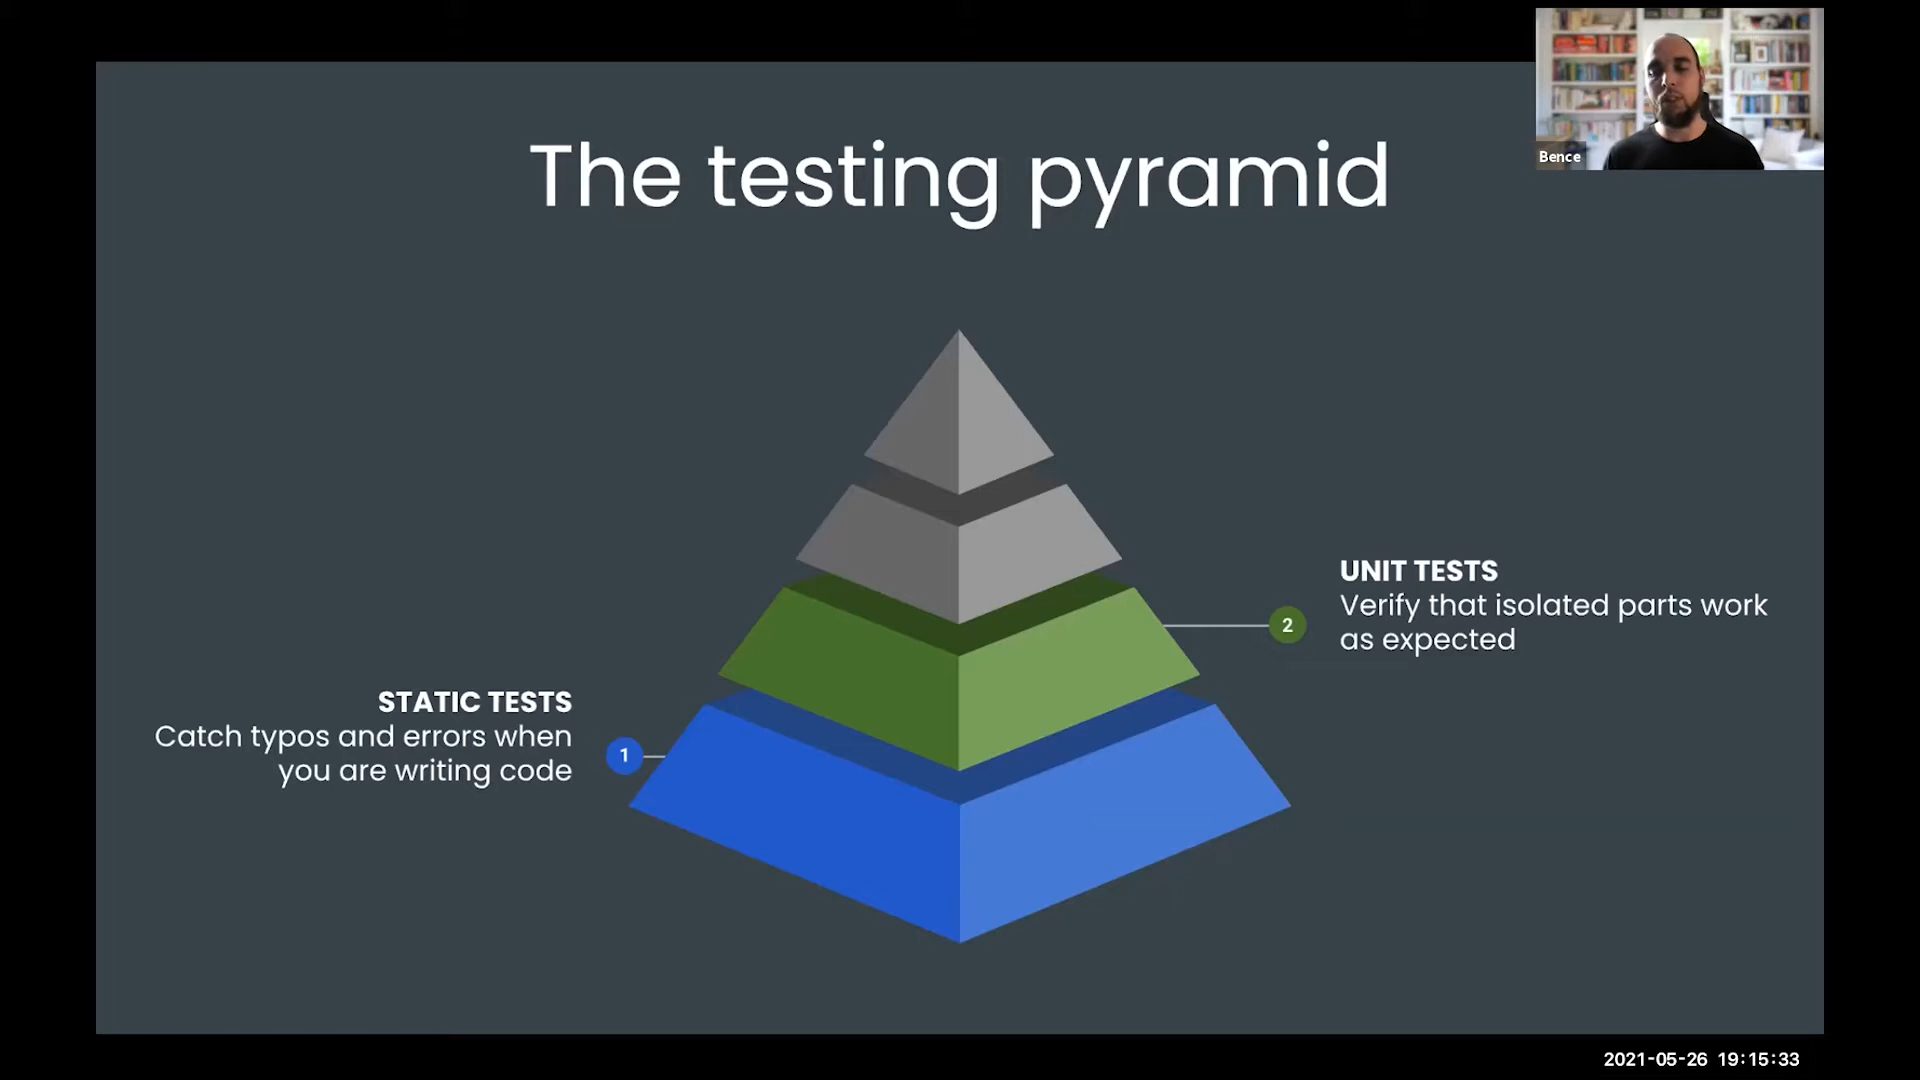 Bence
The testing pyramid
UNIT TESTS
Verify that isolated parts work
as expected
2
STATIC TESTS
Catch typos and errors when
you are writing code
1
2021-05-26 19:15:33